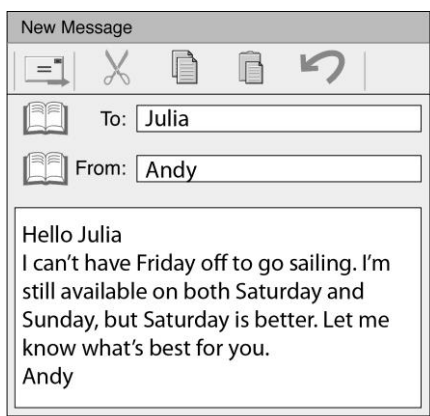 New Message
To: Julia
From: Andy
Hello Julia
I can't have Friday off to go sailing. I'm
still available on both Saturday and
Sunday, but Saturday is better. Let me
know what's best for you.
Andy